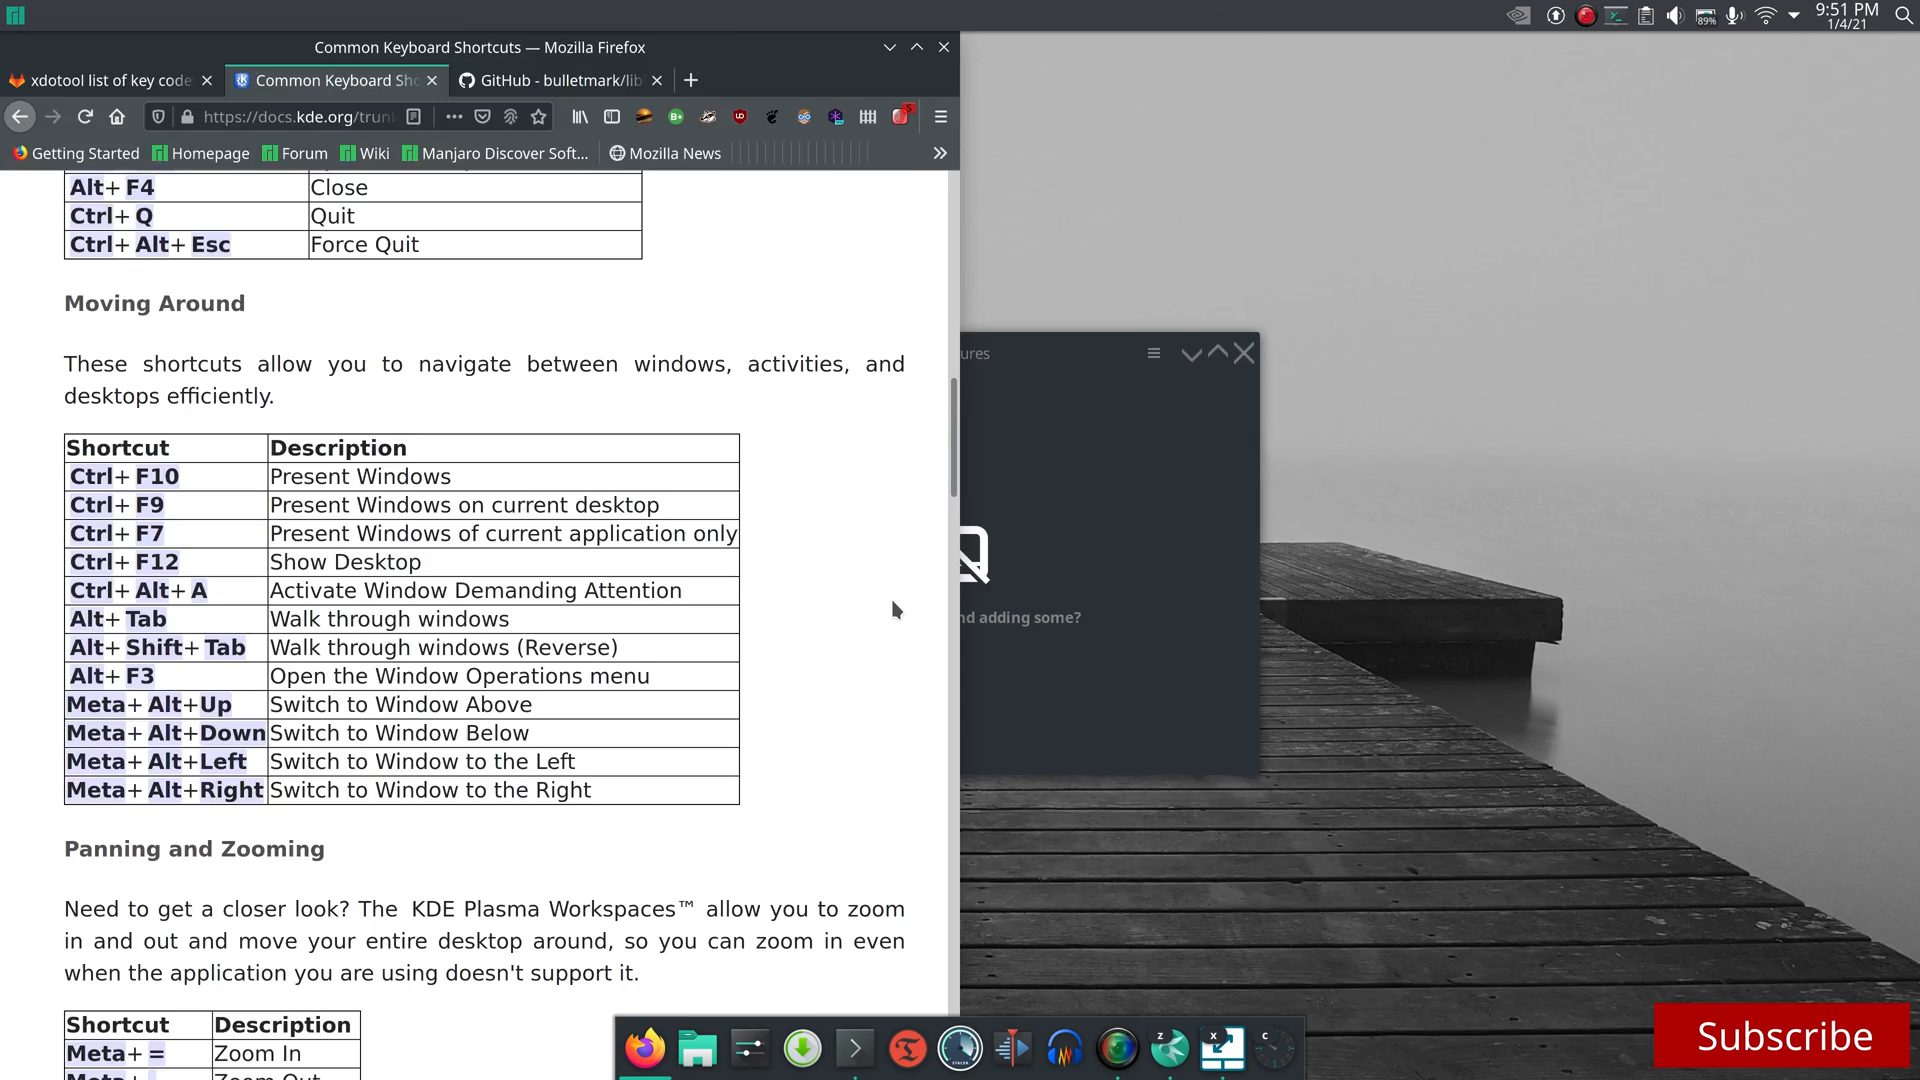 9:51 PM
89%
1/4/21
Common Keyboard Shortcuts — Mozilla Firefox
xdotool list of key code
Common Keyboard Sho
GitHub - bulletmark/lib
https://docs.kde.org/trunk
Getting Started
Homepage
Forum
Wiki
Manjaro Discover Soft...
Mozilla News
Alt+ F4 Close
Ctrl+ Q Quit
Ctrl+ Alt+ Esc Force Quit
Moving Around
These shortcuts allow you to navigate between windows, activities, and
desktops efficiently.
Shortcut Description
Ctrl+ F10 Present Windows
Ctrl+ F9 Present Windows on current desktop
Ctrl+ F7 Present Windows of current application only
Ctrl+ F12 Show Desktop
Ctrl+ Alt+ A Activate Window Demanding Attention
Alt+ Tab Walk through windows
Alt+ Shift+ Tab Walk through windows (Reverse)
Alt+ F3 Open the Window Operations menu
Meta+ Alt+Up Switch to Window Above
Meta+ Alt+Down Switch to Window Below
Meta+ Alt+Left Switch to Window to the Left
Meta+ Alt+Right Switch to Window to the Right
Panning and Zooming
Need to get a closer look? The KDE Plasma Workspaces™ allow you to zoom
in and out and move your entire desktop around, so you can zoom in even
when the application you are using doesn't support it.
Shortcut Description
Meta+ = Zoom In
ures
nd adding some?
Z
X
C
Subscribe